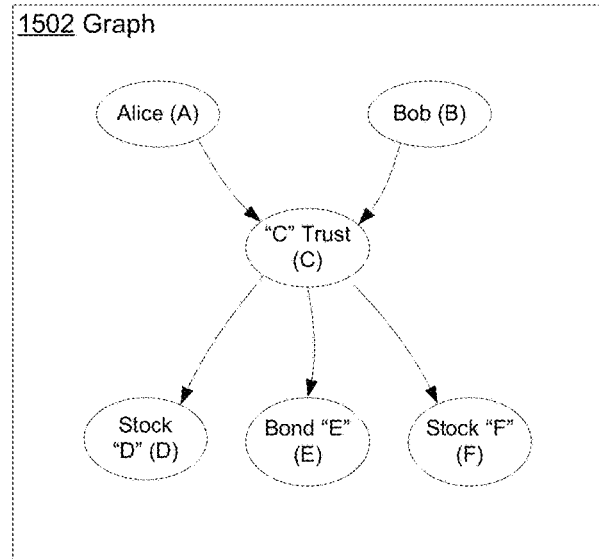 1502 Graph
Alice (A)
Bob (B)
“C” Trust
(C)
Stock
“D” (D)
Bond “E”
(E)
Stock “F”
(F)